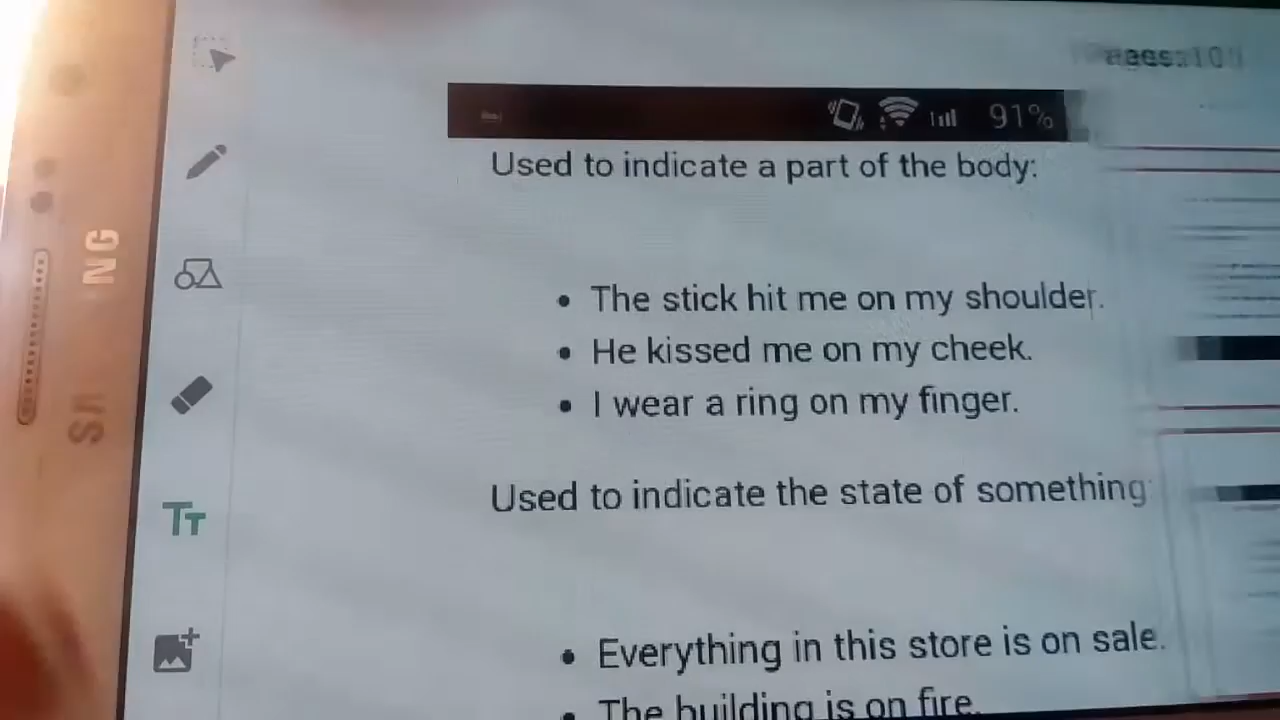 91%
Used to indicate a part of the body:
• The stick hit me on my shoulder.
• He kissed me on my cheek.
• I wear a ring on my finger.
Used to indicate the state of something
• Everything in this store is on sale.
• The building is on fire.
TT